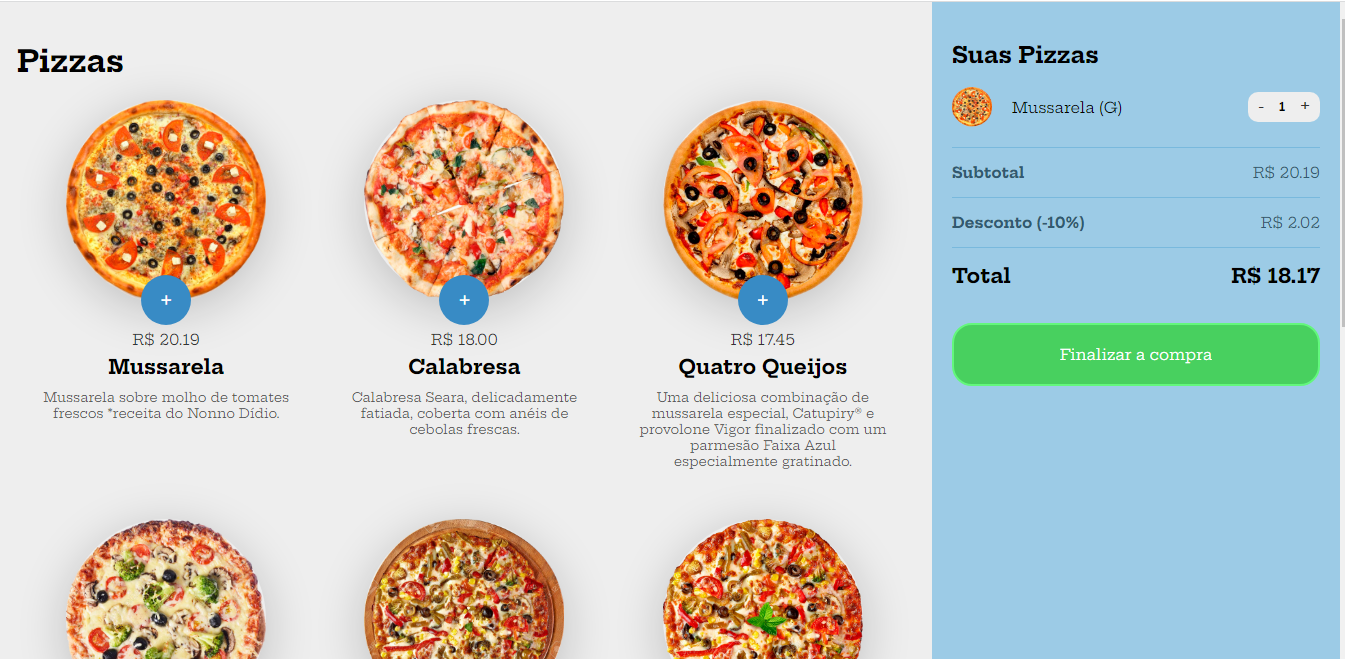 Pizzas
+
R$ 20.19
Mussarela
Mussarela sobre molho de tomates
frescos *receita do Nonno Dídio.
+
R$ 18.00
Calabresa
Calabresa Seara, delicadamente
fatiada, coberta com anéis de
cebolas frescas.
+
R$ 17.45
Quatro Queijos
Uma deliciosa combinação de
mussarela especial, Catupiry® e
provolone Vigor finalizado com um
parmesão Faixa Azul
especialmente gratinado.
Suas Pizzas
Mussarela (G) - 1 +
Subtotal R$ 20.19
Desconto (-10%) R$ 2.02
Total R$ 18.17
Finalizar a compra